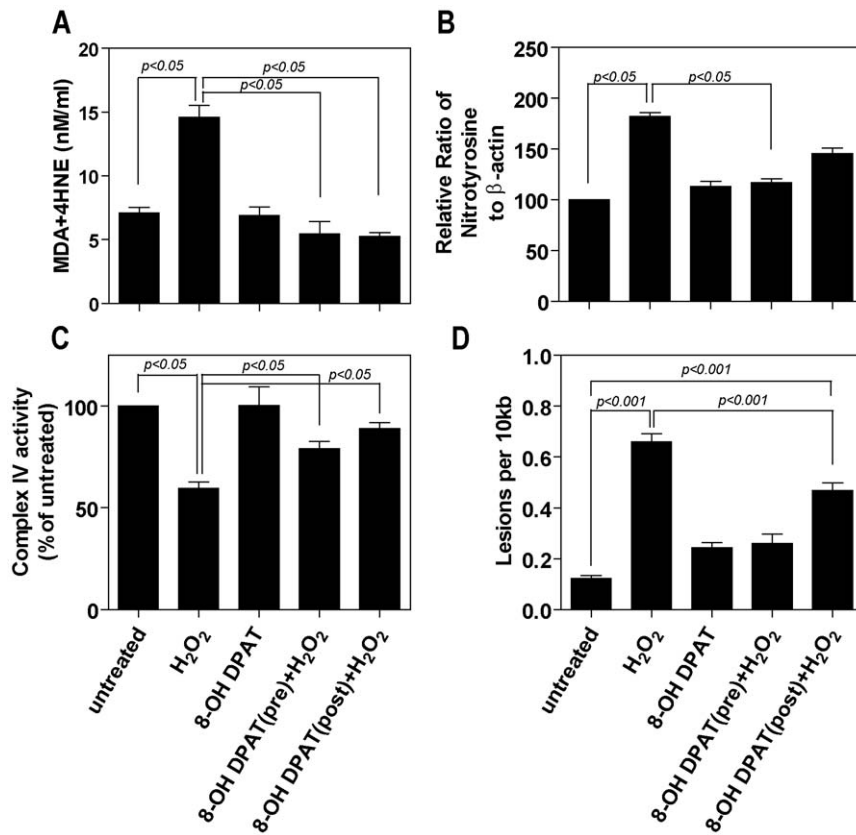 A
MDA+4HNE (nM/ml)
20
15
10
5
0
p<0.05
p<0.05
p<0.05
B
Relative Ratio of
Nitrotyrosine
to β-actin
250
200
150
100
50
0
p<0.05
p<0.05
C
Complex IV activity
(% of untreated)
100
50
0
p<0.05
p<0.05
p<0.05
untreated
H₂O₂
8-OH DPAT
8-OH DPAT(pre)+H₂O₂
8-OH DPAT(post)+H₂O₂
D
Lesions per 10kb
1.0
0.8
0.6
0.4
0.2
0.0
p<0.001
p<0.001
p<0.001
untreated
H₂O₂
8-OH DPAT
8-OH DPAT(pre)+H₂O₂
8-OH DPAT(post)+H₂O₂